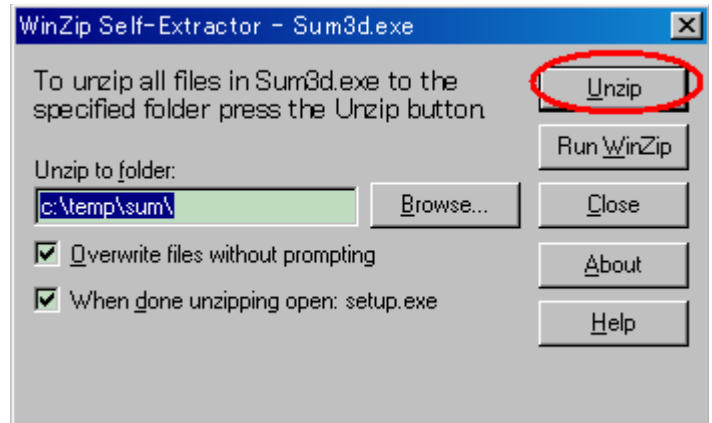 WinZip Self-Extractor - Sum3d.exe
To unzip all files in Sum3d.exe to the
specified folder press the Unzip button.
Unzip to folder:
c:\temp\sum\
Browse...
Overwrite files without prompting
When done unzipping open: setup.exe
Unzip
Run WinZip
Close
About
Help